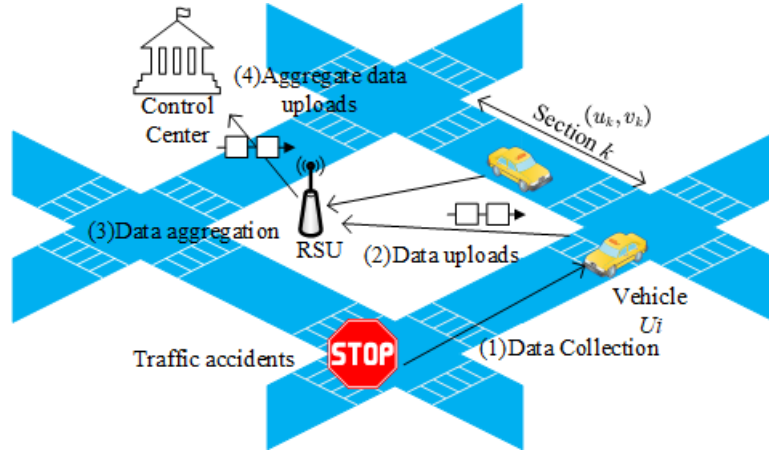 (4)Aggregate data
uploads
Control
Center
(u_k, v_k)
Section k
(3)Data aggregation
RSU
(2)Data uploads
Vehicle
Ui
Traffic accidents
STOP
(1)Data Collection